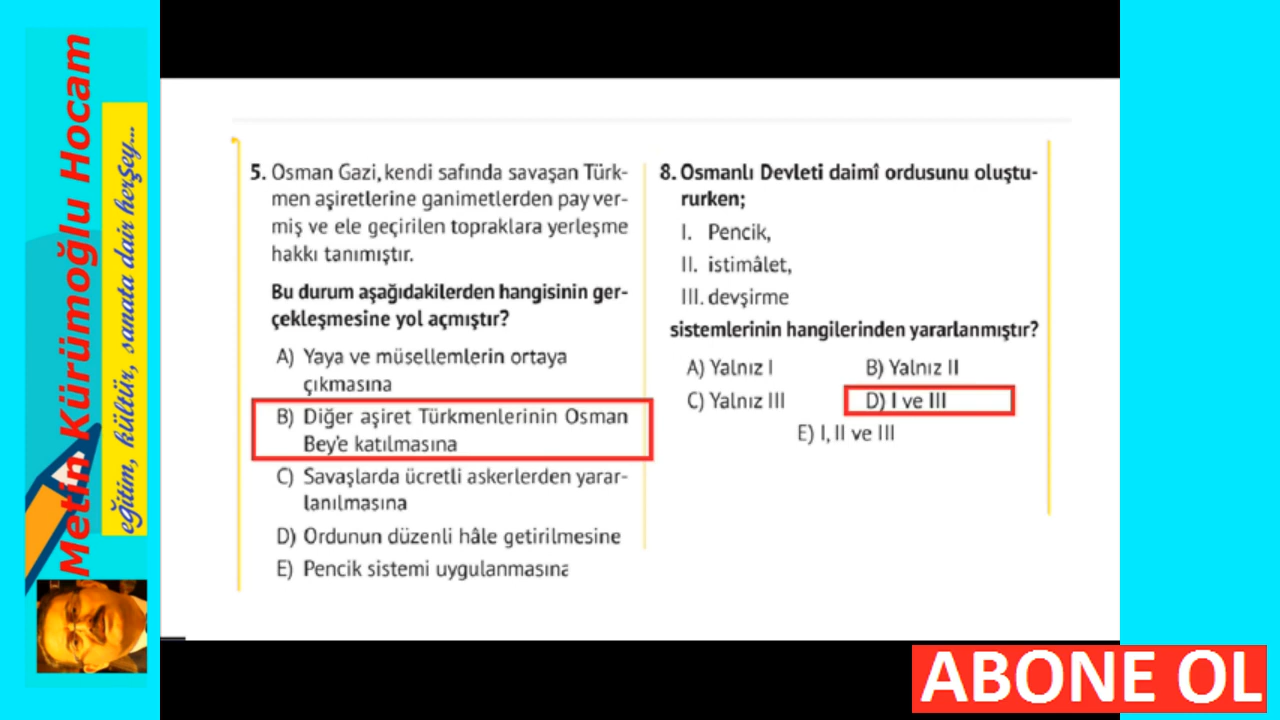 Metin Kürümoğlu Hocam
eğitim, kültür, sanata dair herşey...
5. Osman Gazi, kendi safında savaşan Türk-
men aşiretlerine ganimetlerden pay ver-
miş ve ele geçirilen topraklara yerleşme
hakkı tanımıştır.
Bu durum aşağıdakilerden hangisinin ger-
çekleşmesine yol açmıştır?
A) Yaya ve müsellemlerin ortaya
çıkmasına
B) Diğer aşiret Türkmenlerinin Osman
Bey'e katılmasına
C) Savaşlarda ücretli askerlerden yarar-
lanılmasına
D) Ordunun düzenli hâle getirilmesine
E) Pencik sistemi uygulanmasına
8. Osmanlı Devleti daimî ordusunu oluştu-
rurken;
I. Pencik,
II. istimâlet,
III. devşirme
sistemlerinin hangilerinden yararlanmıştır?
A) Yalnız I B) Yalnız II
C) Yalnız III D) I ve III
E) I, II ve III
ABONE OL